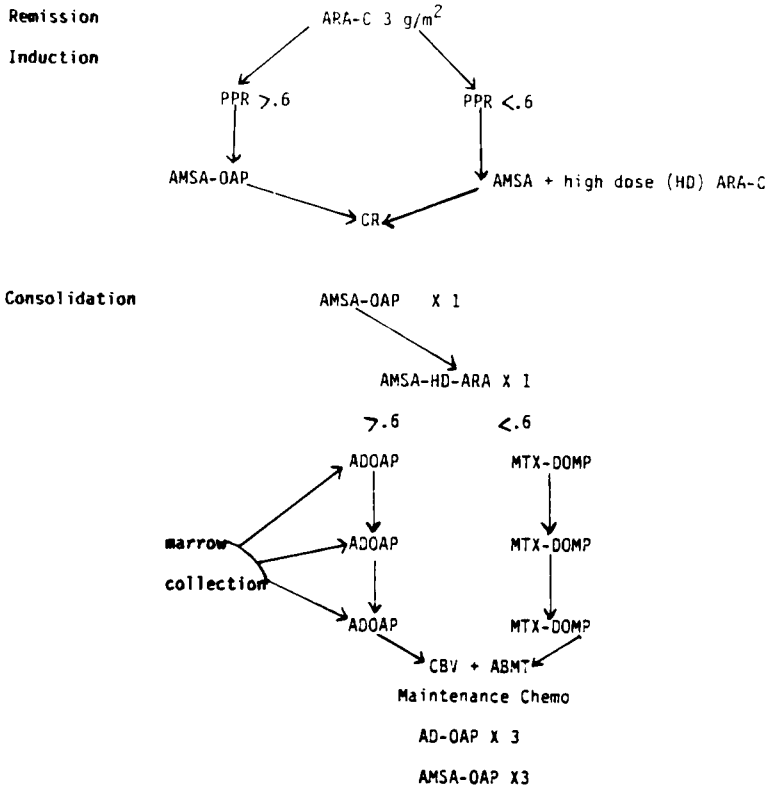 Remission ARA-C 3 g/m²
Induction
PPR >.6 PPR <.6
AMSA-OAP AMSA + high dose (HD) ARA-C
CR
Consolidation AMSA-OAP X 1
AMSA-HD-ARA X 1
>.6 <.6
ADOAP MTX-DOMP
marrow ADOAP MTX-DOMP
collection
ADOAP MTX-DOMP
CBV + ABMT
Maintenance Chemo
AD-OAP X 3
AMSA-OAP X3